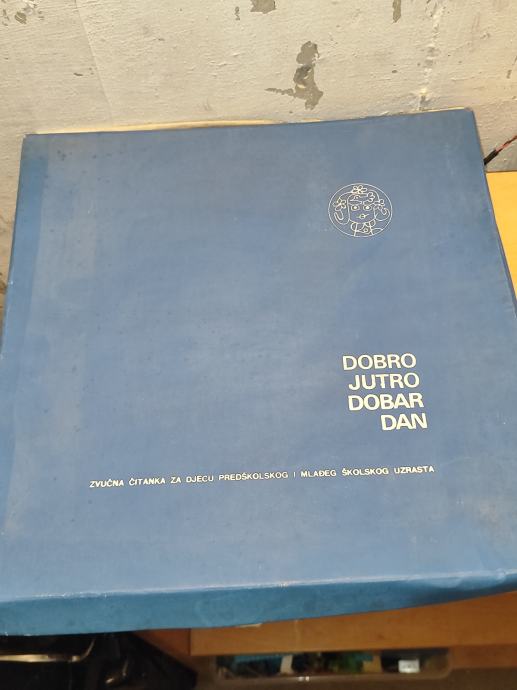 DOBRO
JUTRO
DOBAR
DAN
ZVUČNA ČITANKA ZA DJECU PREDŠKOLSKOG I MLAĐEG ŠKOLSKOG UZRASTA